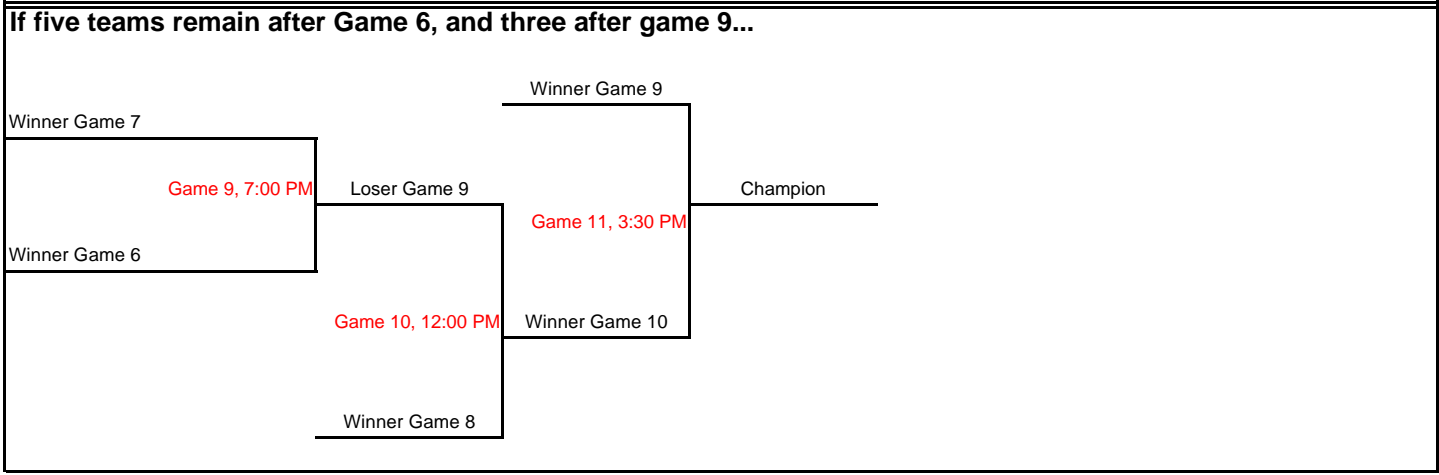 If five teams remain after Game 6, and three after game 9...
Winner Game 9
Winner Game 7
Game 9, 7:00 PM
Loser Game 9
Champion
Game 11, 3:30 PM
Winner Game 6
Game 10, 12:00 PM
Winner Game 10
Winner Game 8